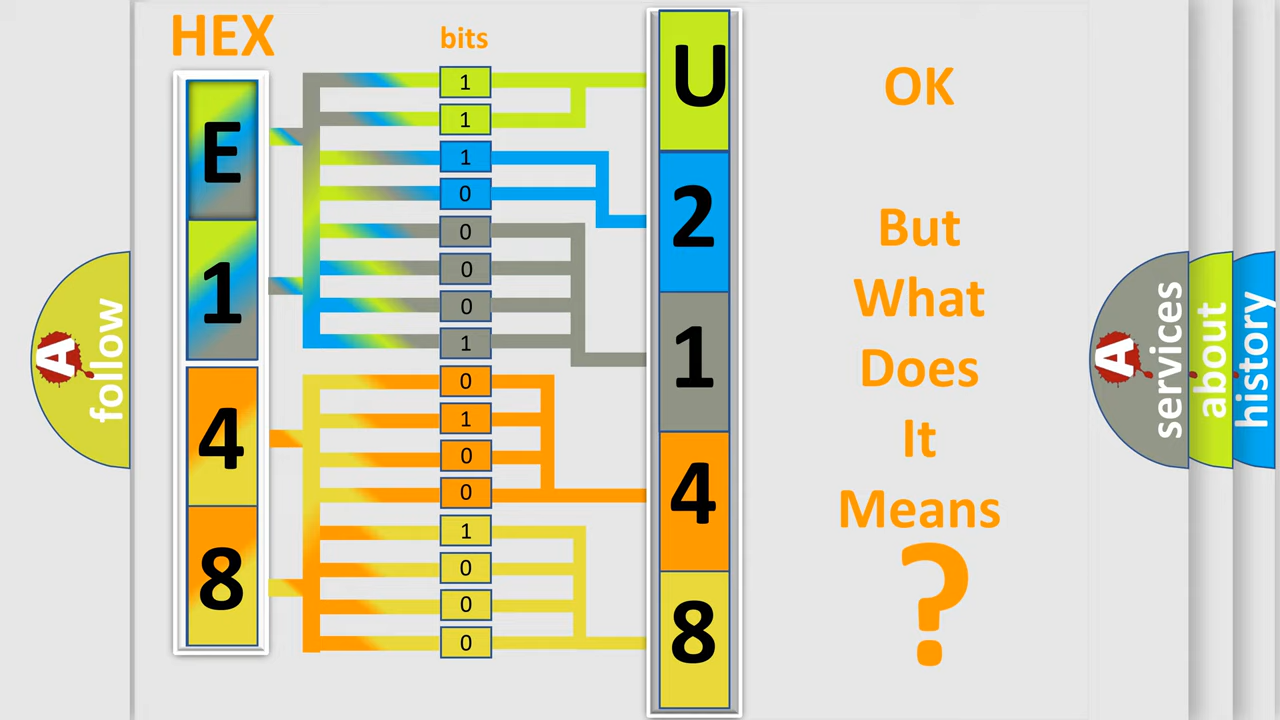 HEX
bits
E
1
4
8
1
1
1
0
0
0
0
1
0
1
0
0
1
0
0
0
U
2
1
4
8
OK
But
What
Does
It
Means
?
A
follow
A
services
about
history